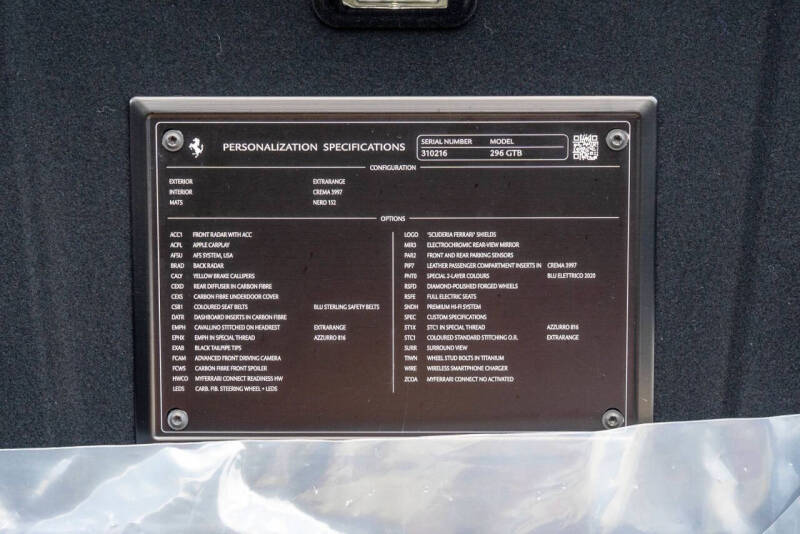 PERSONALIZATION SPECIFICATIONS
SERIAL NUMBER MODEL
310216 296 GTB
CONFIGURATION
EXTERIOR EXTRARANGE
INTERIOR CREMA 3997
MATS NERO 152
OPTIONS
ACC1 FRONT RADAR WITH ACC
ACPL APPLE CARPLAY
AFSU AFS SYSTEM, USA
BRAD BACK RADAR
CALY YELLOW BRAKE CALLIPERS
CEXD REAR DIFFUSER IN CARBON FIBRE
CEXS CARBON FIBRE UNDERDOOR COVER
CSR1 COLOURED SEAT BELTS BLU STERLING SAFETY BELTS
DATR DASHBOARD INSERTS IN CARBON FIBRE
EMPH CAVALLINO STITCHED ON HEADREST EXTRARANGE
EPHX EMPH IN SPECIAL THREAD AZZURRO 816
EXAB BLACK TAILPIPE TIPS
FCAM ADVANCED FRONT DRIVING CAMERA
FCWS CARBON FIBRE FRONT SPOILER
HWCO MYFERRARI CONNECT READINESS HW
LEDS CARB. FIB. STEERING WHEEL + LEDS
LOGO "SCUDERIA FERRARI" SHIELDS
MIR3 ELECTROCHROMIC REAR-VIEW MIRROR
PAR2 FRONT AND REAR PARKING SENSORS
PIP7 LEATHER PASSENGER COMPARTMENT INSERTS IN CREMA 3997
PNT0 SPECIAL 2-LAYER COLOURS BLU ELETTRICO 2020
RSFD DIAMOND-POLISHED FORGED WHEELS
RSFE FULL ELECTRIC SEATS
SNDH PREMIUM HI-FI SYSTEM
SPEC CUSTOM SPECIFICATIONS
ST1X STC1 IN SPECIAL THREAD AZZURRO 816
STC1 COLOURED STANDARD STITCHING O.R. EXTRARANGE
SURR SURROUND VIEW
TIWN WHEEL STUD BOLTS IN TITANIUM
WIRE WIRELESS SMARTPHONE CHARGER
ZCOA MYFERRARI CONNECT NO ACTIVATED